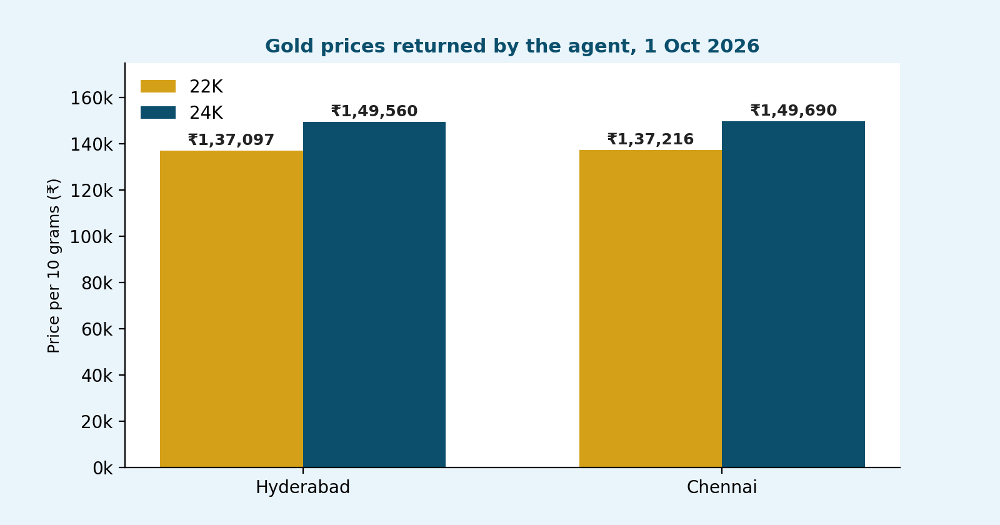 Gold prices returned by the agent, 1 Oct 2026
22K
24K
₹1,37,097
₹1,49,560
₹1,37,216
₹1,49,690
160k
140k
120k
100k
80k
60k
40k
20k
0k
Price per 10 grams (₹)
Hyderabad
Chennai